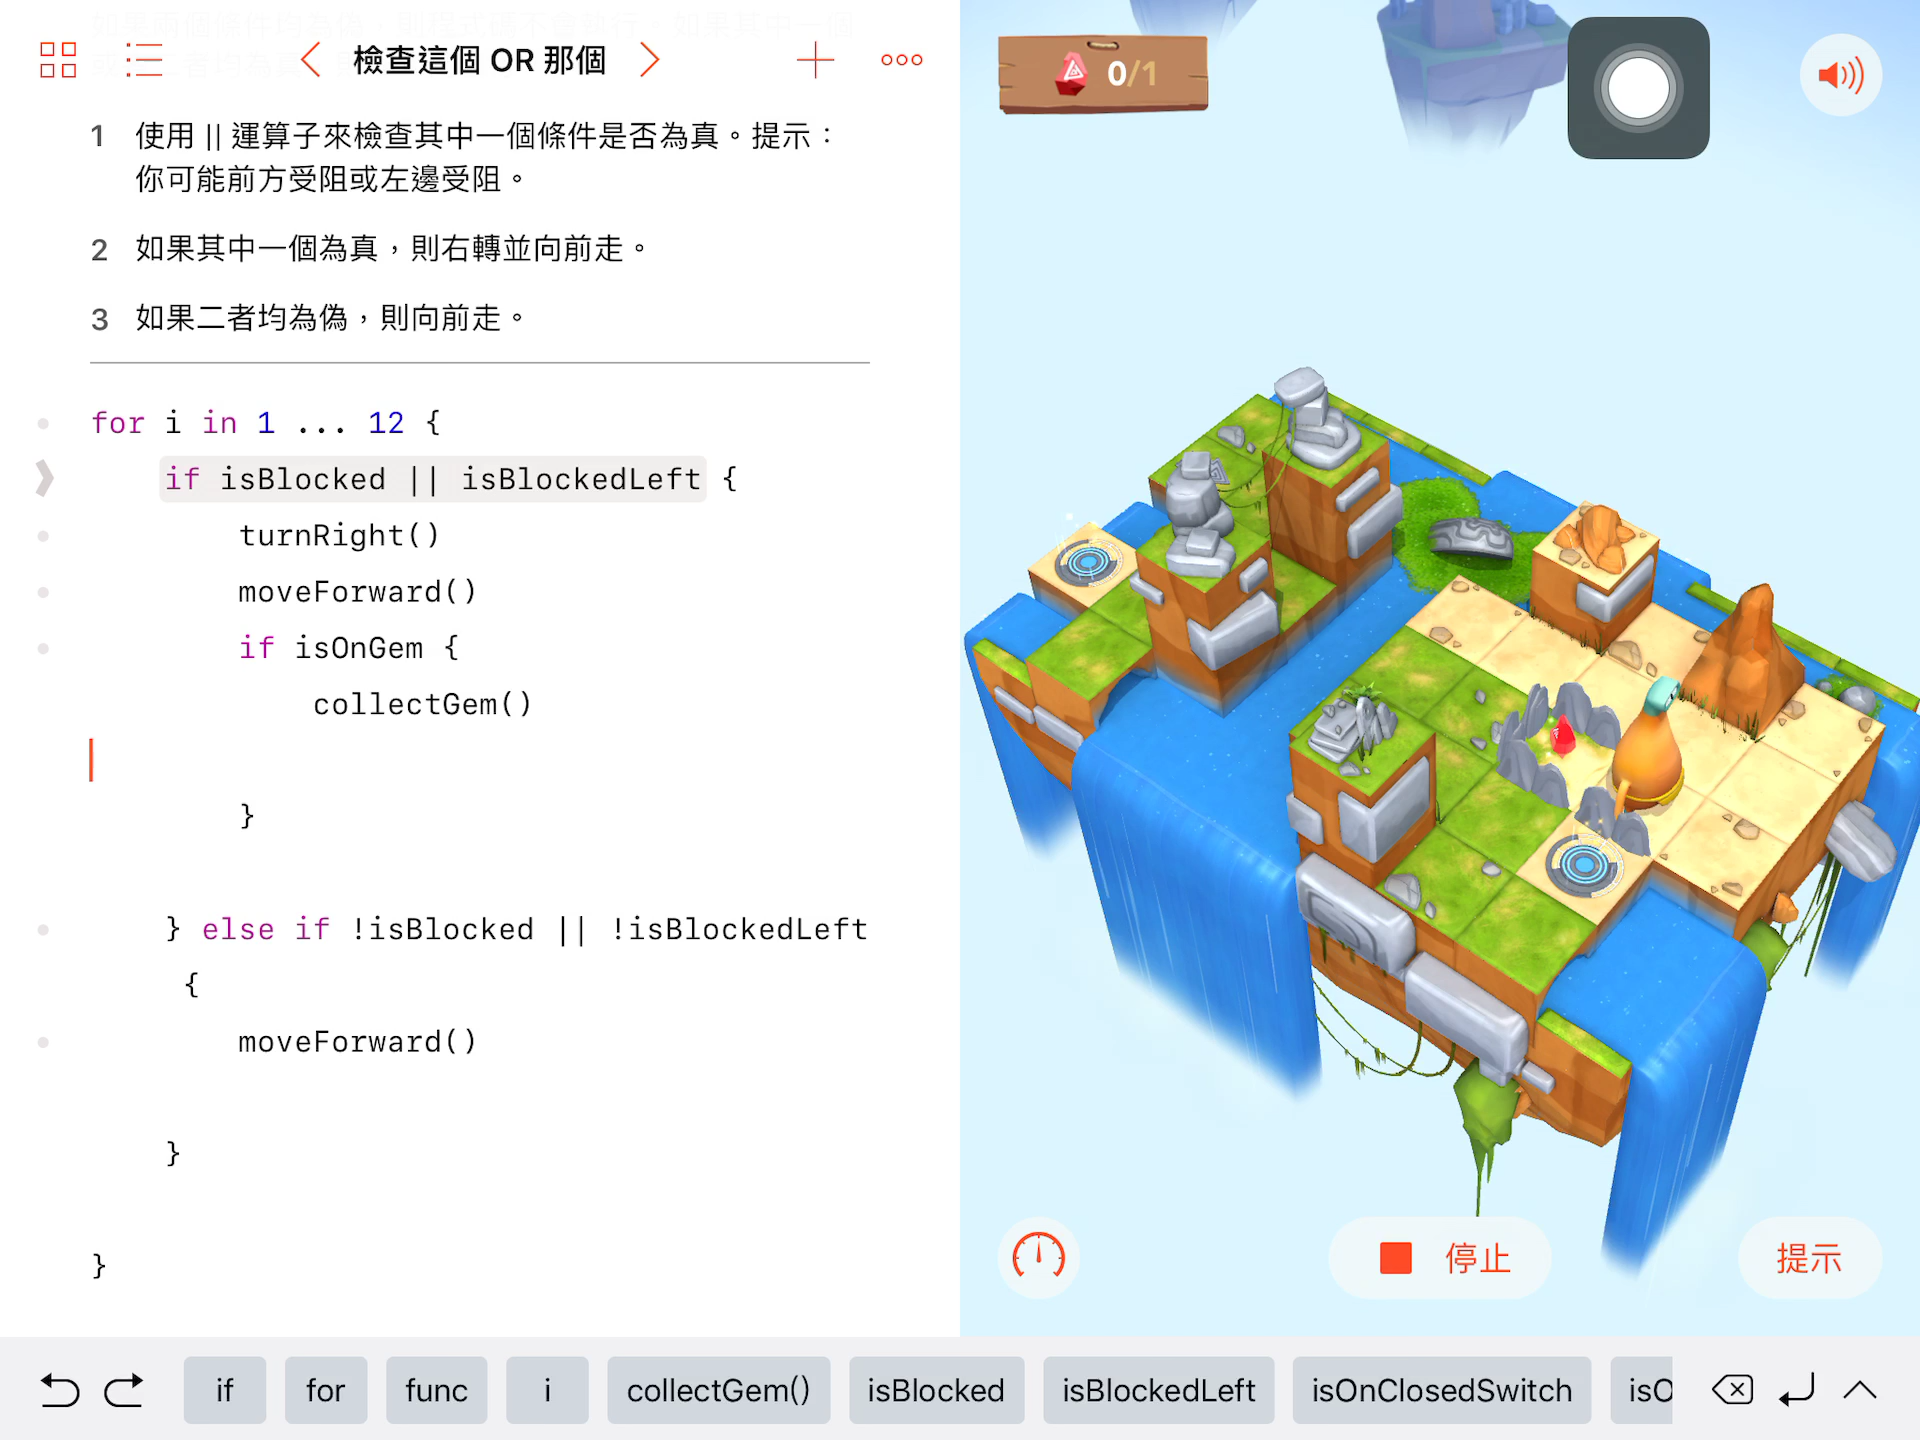 檢查這個 OR 那個
1 使用 || 運算子來檢查其中一個條件是否為真。提示：
你可能前方受阻或左邊受阻。
2 如果其中一個為真，則右轉並向前走。
3 如果二者均為偽，則向前走。
for i in 1 ... 12 {
if isBlocked || isBlockedLeft {
turnRight()
moveForward()
if isOnGem {
collectGem()
}
} else if !isBlocked || !isBlockedLeft
{
moveForward()
}
}
0/1
停止
提示
if for func i collectGem() isBlocked isBlockedLeft isOnClosedSwitch